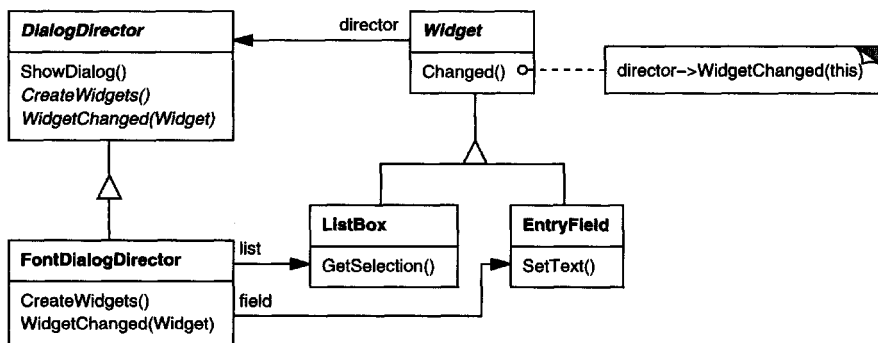 DialogDirector
ShowDialog()
CreateWidgets()
WidgetChanged(Widget)
director
Widget
Changed()
director->WidgetChanged(this)
FontDialogDirector
CreateWidgets()
WidgetChanged(Widget)
list
field
ListBox
GetSelection()
EntryField
SetText()